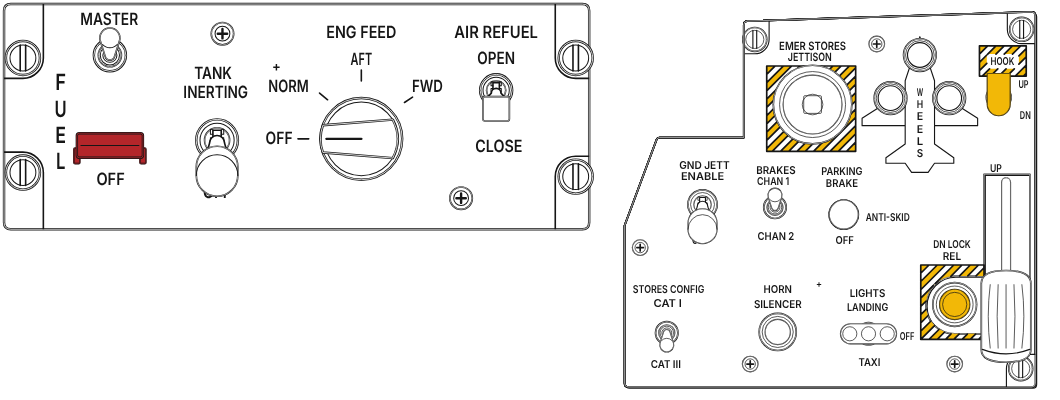 MASTER
FUEL
OFF
TANK
INERTING
ENG FEED
AFT
+
NORM
FWD
OFF
AIR REFUEL
OPEN
CLOSE
EMER STORES
JETTISON
WHEELS
HOOK
UP
DN
GND JETT
ENABLE
BRAKES
CHAN 1
CHAN 2
PARKING
BRAKE
ANTI-SKID
OFF
UP
DN LOCK
REL
STORES CONFIG
CAT I
CAT III
HORN
SILENCER
+
LIGHTS
LANDING
OFF
TAXI